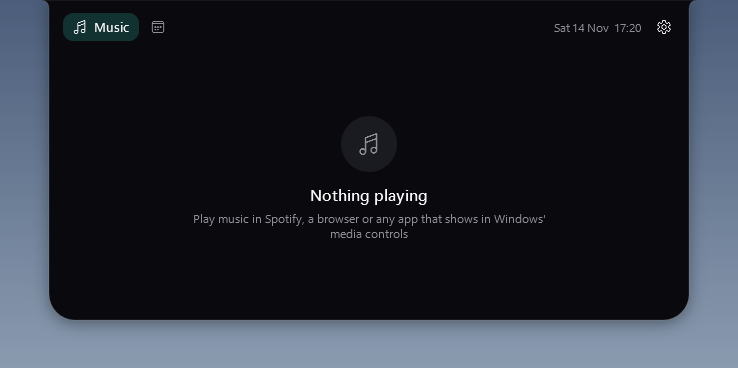 Music
Sat 14 Nov 17:20
Nothing playing
Play music in Spotify, a browser or any app that shows in Windows'
media controls